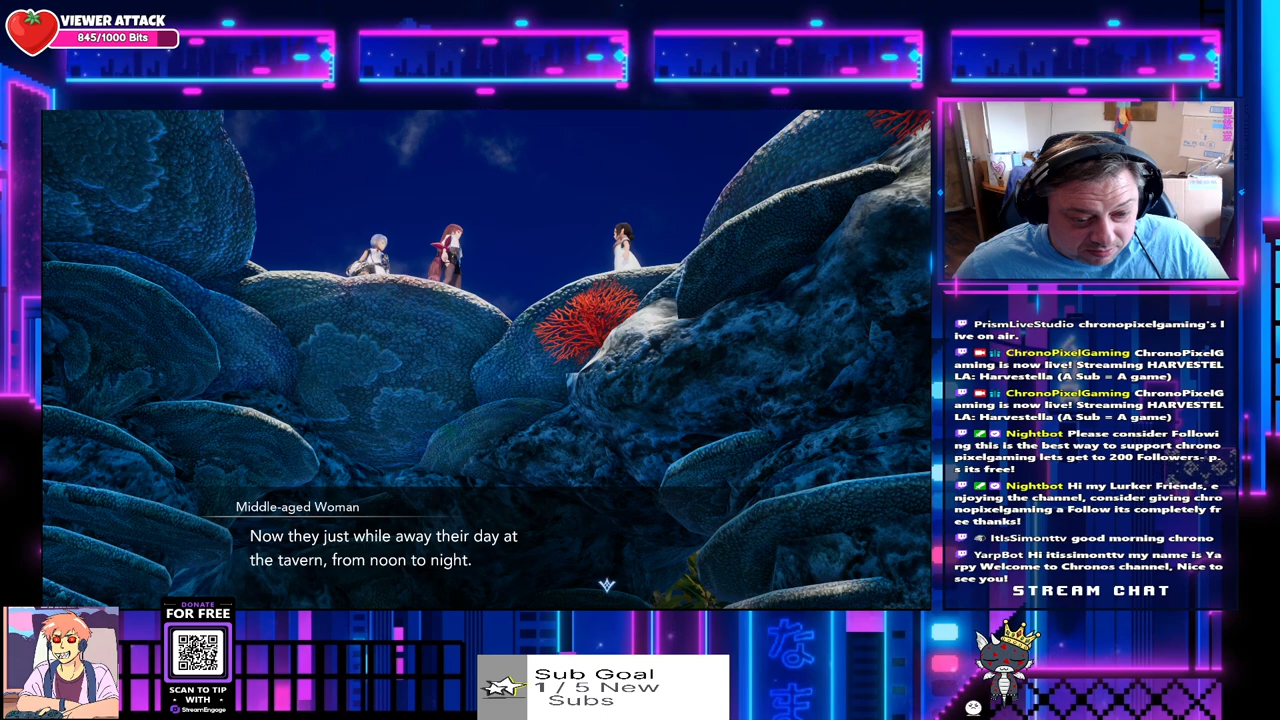 VIEWER ATTACK
845/1000 Bits
PrismLiveStudio chronopixelgaming's l
ive on air.
ChronoPixelGaming ChronoPixelG
aming is now live! Streaming HARVESTEL
LA: Harvestella (A Sub = A game)
ChronoPixelGaming ChronoPixelG
aming is now live! Streaming HARVESTEL
LA: Harvestella (A Sub = A game)
Nightbot Please consider Followi
ng this is the best way to support chrono
pixelgaming lets get to 200 Followers- p.
s its free!
Nightbot Hi my Lurker Friends, e
njoying the channel, consider giving chro
nopixelgaming a Follow its completely fr
ee thanks!
ItIsSimonttv good morning chrono
YarpBot Hi itissimonttv my name is Ya
rpy Welcome to Chronos channel, Nice to
see you!
STREAM CHAT
Middle-aged Woman
Now they just while away their day at
the tavern, from noon to night.
DONATE
FOR FREE
SCAN TO TIP
WITH
StreamEngage
Sub Goal
1 / 5 New
Subs
な
ま